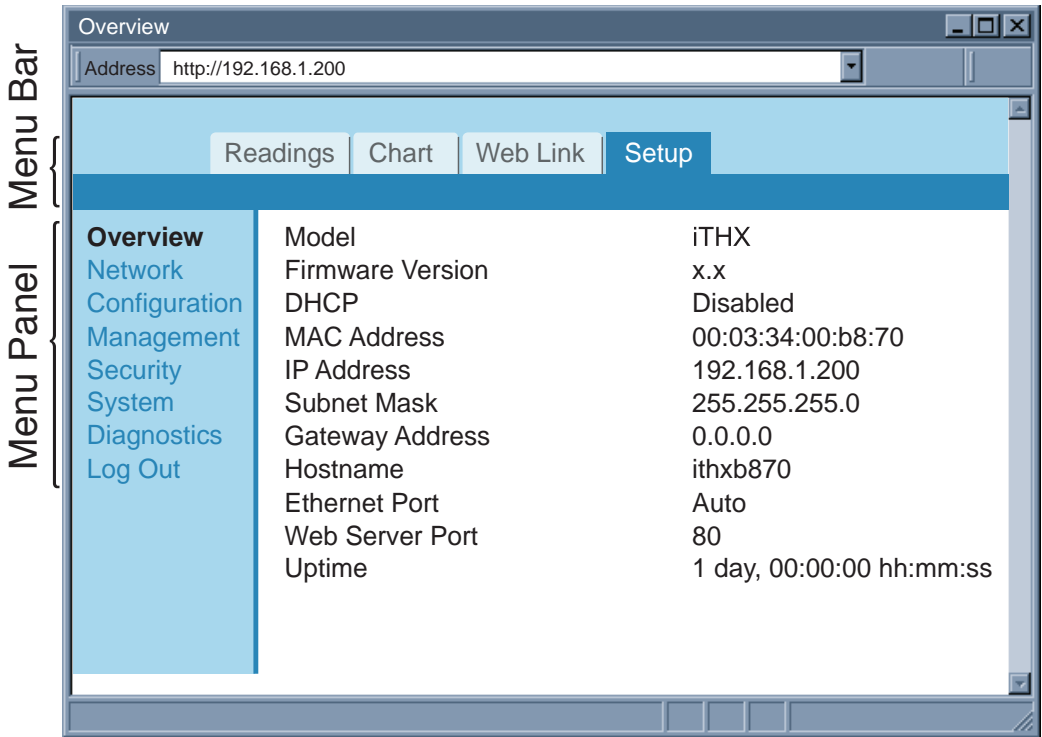 Overview
Address http://192.168.1.200
Menu Bar
Readings Chart Web Link Setup
Menu Panel
Overview
Network
Configuration
Management
Security
System
Diagnostics
Log Out
Model iTHX
Firmware Version x.x
DHCP Disabled
MAC Address 00:03:34:00:b8:70
IP Address 192.168.1.200
Subnet Mask 255.255.255.0
Gateway Address 0.0.0.0
Hostname ithxb870
Ethernet Port Auto
Web Server Port 80
Uptime 1 day, 00:00:00 hh:mm:ss